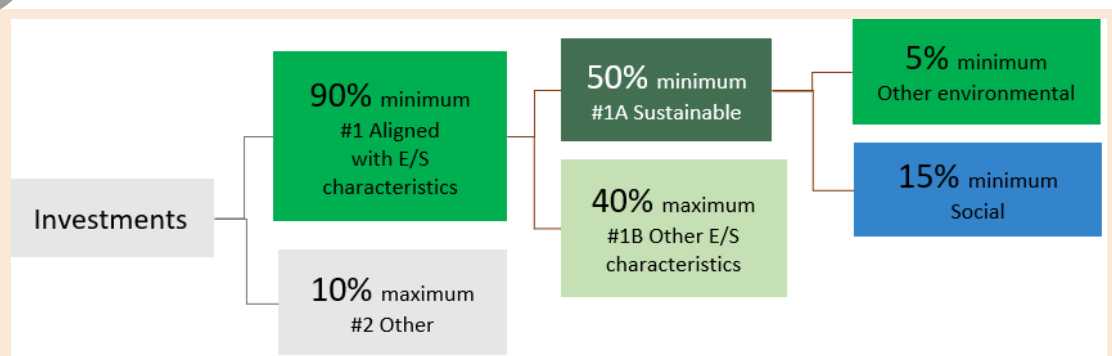 Investments
90% minimum
#1 Aligned
with E/S
characteristics
10% maximum
#2 Other
50% minimum
#1A Sustainable
40% maximum
#1B Other E/S
characteristics
5% minimum
Other environmental
15% minimum
Social